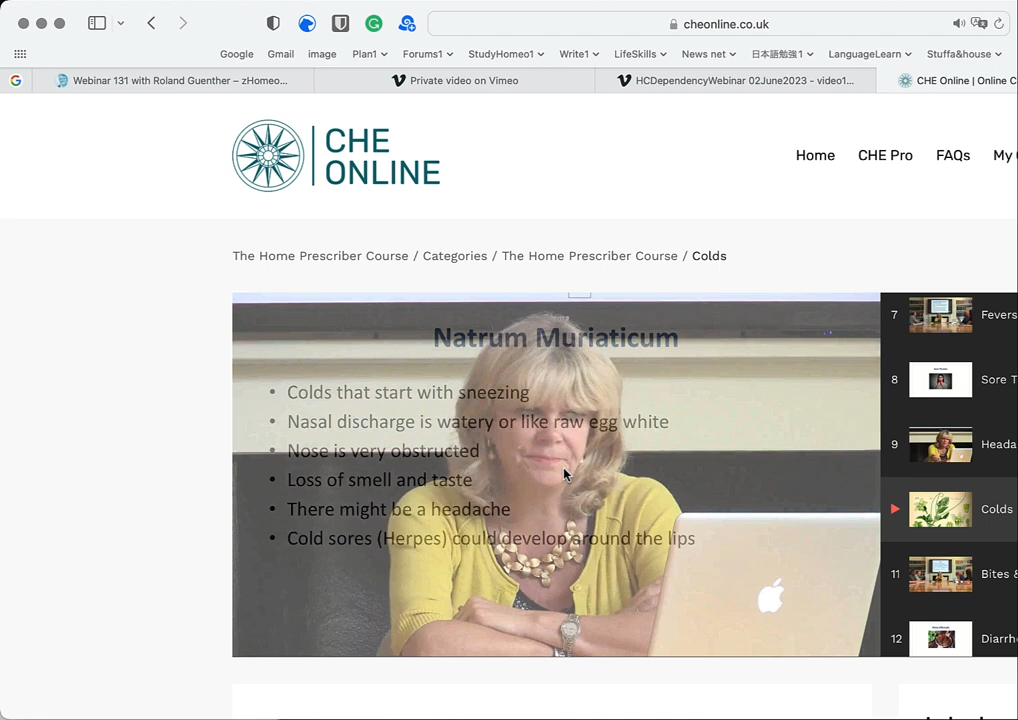 cheonline.co.uk
Google Gmail image Plan1 Forums1 StudyHomeo1 Write1 LifeSkills News net 日本語勉強1 LanguageLearn Stuffa&house
Webinar 131 with Roland Guenther – zHomeo... Private video on Vimeo HCDependencyWebinar 02June2023 - video1... CHE Online | Online C
CHE
ONLINE
Home CHE Pro FAQs My
The Home Prescriber Course / Categories / The Home Prescriber Course / Colds
Natrum Muriaticum
• Colds that start with sneezing
• Nasal discharge is watery or like raw egg white
• Nose is very obstructed
• Loss of smell and taste
• There might be a headache
• Cold sores (Herpes) could develop around the lips
7 Fevers
8 Sore T
9 Heada
Colds
11 Bites &
12 Diarrh